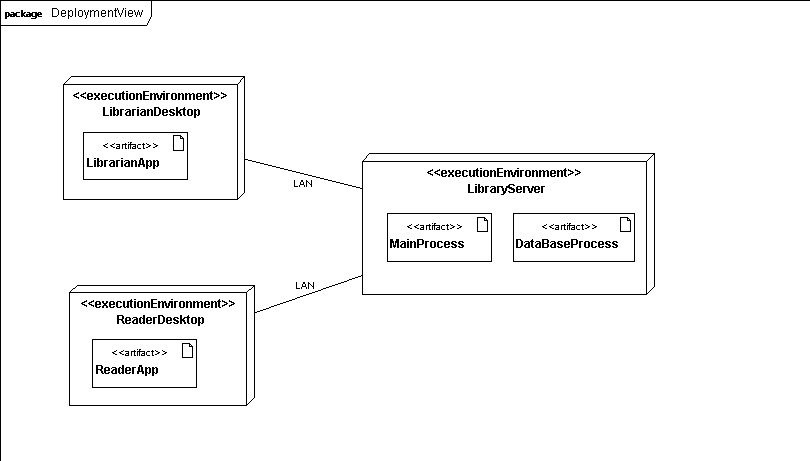 package DeploymentView
<<executionEnvironment>>
LibrarianDesktop
<<artifact>>
LibrarianApp
LAN
<<executionEnvironment>>
LibraryServer
<<artifact>>
MainProcess
<<artifact>>
DataBaseProcess
LAN
<<executionEnvironment>>
ReaderDesktop
<<artifact>>
ReaderApp